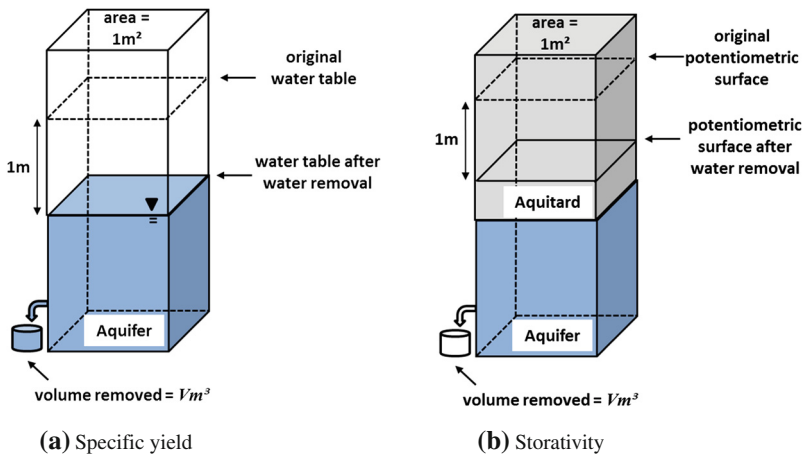 area =
1m²
original
water table
1m
water table after
water removal
Aquifer
volume removed = Vm³
(a) Specific yield
area =
1m²
original
potentiometric
surface
1m
potentiometric
surface after
water removal
Aquitard
Aquifer
volume removed = Vm³
(b) Storativity